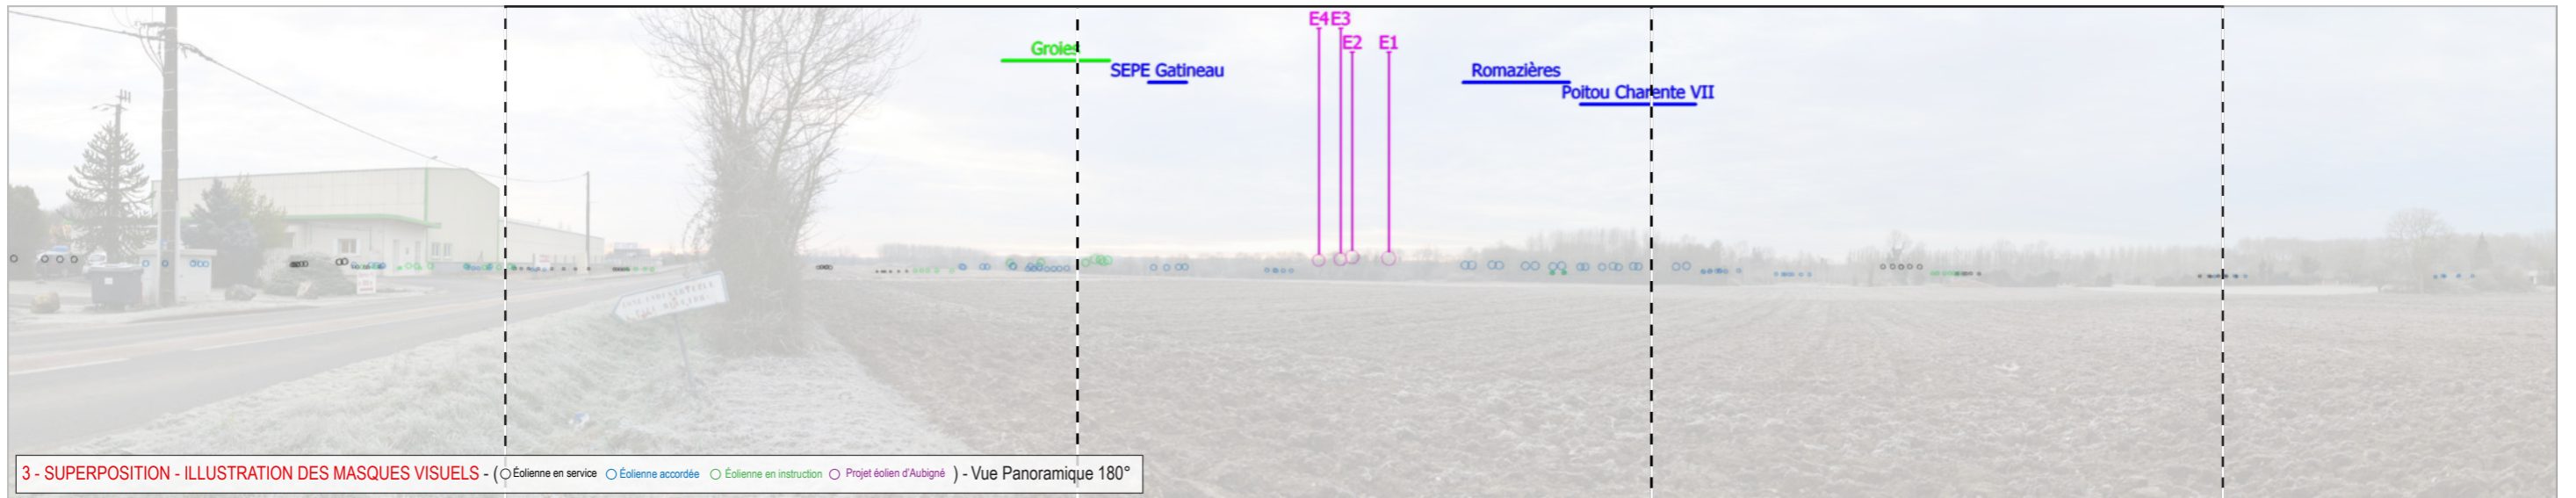 E4 E3
Groies
E2 E1
SEPE Gatineau
Romazières
Poitou Charente VII
3 - SUPERPOSITION - ILLUSTRATION DES MASQUES VISUELS - ( Éolienne en service Éolienne accordée Éolienne en instruction Projet éolien d'Aubigné ) - Vue Panoramique 180°